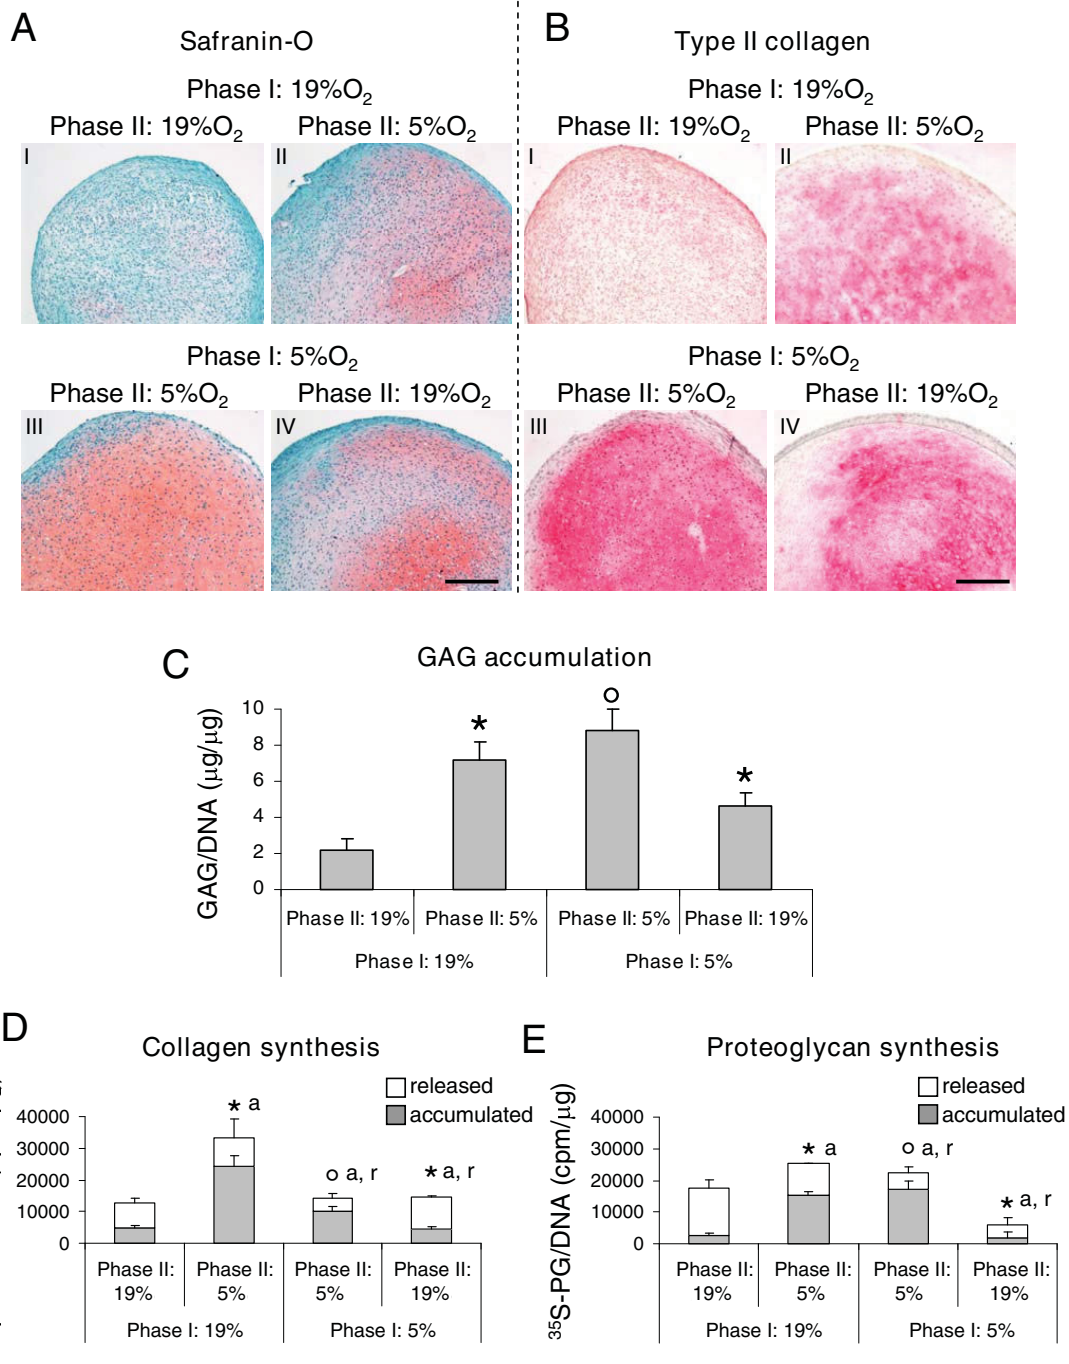 A
Safranin-O
Phase I: 19%O₂
Phase II: 19%O₂ Phase II: 5%O₂
I II
Phase I: 5%O₂
Phase II: 5%O₂ Phase II: 19%O₂
III IV
B
Type II collagen
Phase I: 19%O₂
Phase II: 19%O₂ Phase II: 5%O₂
I II
Phase I: 5%O₂
Phase II: 5%O₂ Phase II: 19%O₂
III IV
C
GAG accumulation
GAG/DNA (µg/µg)
10
8
6
4
2
0
*
o
*
Phase II: 19% Phase II: 5% Phase II: 5% Phase II: 19%
Phase I: 19% Phase I: 5%
D
Collagen synthesis
released
accumulated
40000
30000
20000
10000
0
* a
o a, r
* a, r
Phase II: Phase II: Phase II: Phase II:
19% 5% 5% 19%
Phase I: 19% Phase I: 5%
E
Proteoglycan synthesis
released
accumulated
³⁵S-PG/DNA (cpm/µg)
40000
30000
20000
10000
0
* a
o a, r
* a, r
Phase II: Phase II: Phase II: Phase II:
19% 5% 5% 19%
Phase I: 19% Phase I: 5%